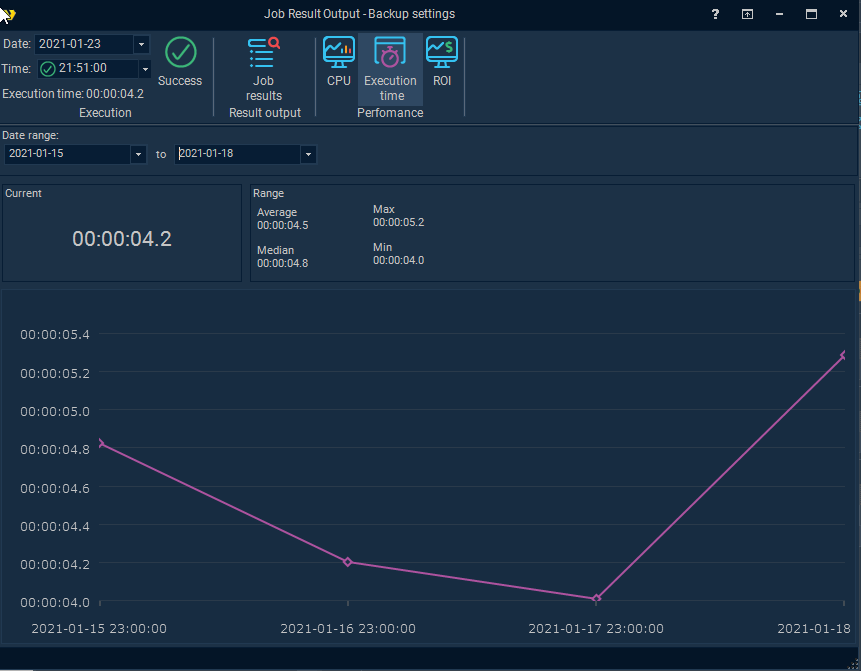 Job Result Output - Backup settings
?
Date: 2021-01-23
Time: 21:51:00
Execution time: 00:00:04.2
Execution
Success
Job
results
Result output
CPU
Execution
time
ROI
Perfomance
Date range:
2021-01-15 to 2021-01-18
Current
00:00:04.2
Range
Average
00:00:04.5
Max
00:00:05.2
Median
00:00:04.8
Min
00:00:04.0
00:00:05.4
00:00:05.2
00:00:05.0
00:00:04.8
00:00:04.6
00:00:04.4
00:00:04.2
00:00:04.0
2021-01-15 23:00:00 2021-01-16 23:00:00 2021-01-17 23:00:00 2021-01-18